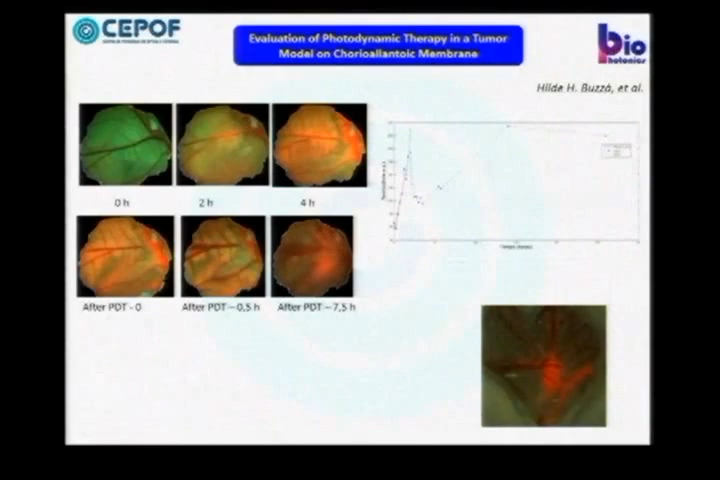 CEPOF
Evaluation of Photodynamic Therapy in a Tumor
Model on Chorioallantoic Membrane
bio
Photonics
Hilde H. Buzzá, et al.
0 h
2 h
4 h
After PDT - 0
After PDT – 0,5 h
After PDT – 7,5 h